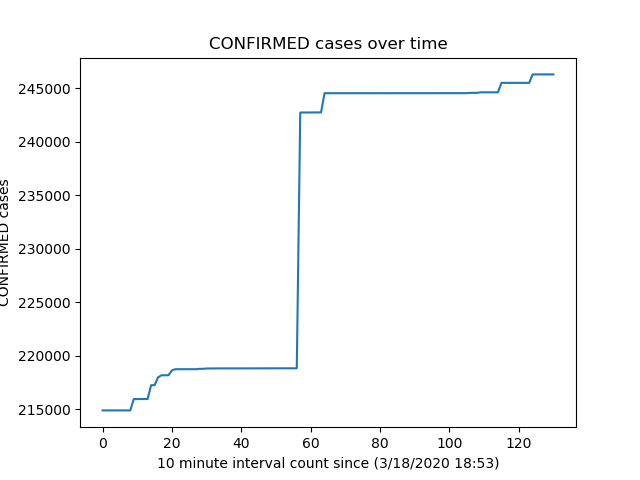 CONFIRMED cases over time
245000
240000
235000
230000
225000
220000
215000
CONFIRMED cases
0 20 40 60 80 100 120
10 minute interval count since (3/18/2020 18:53)